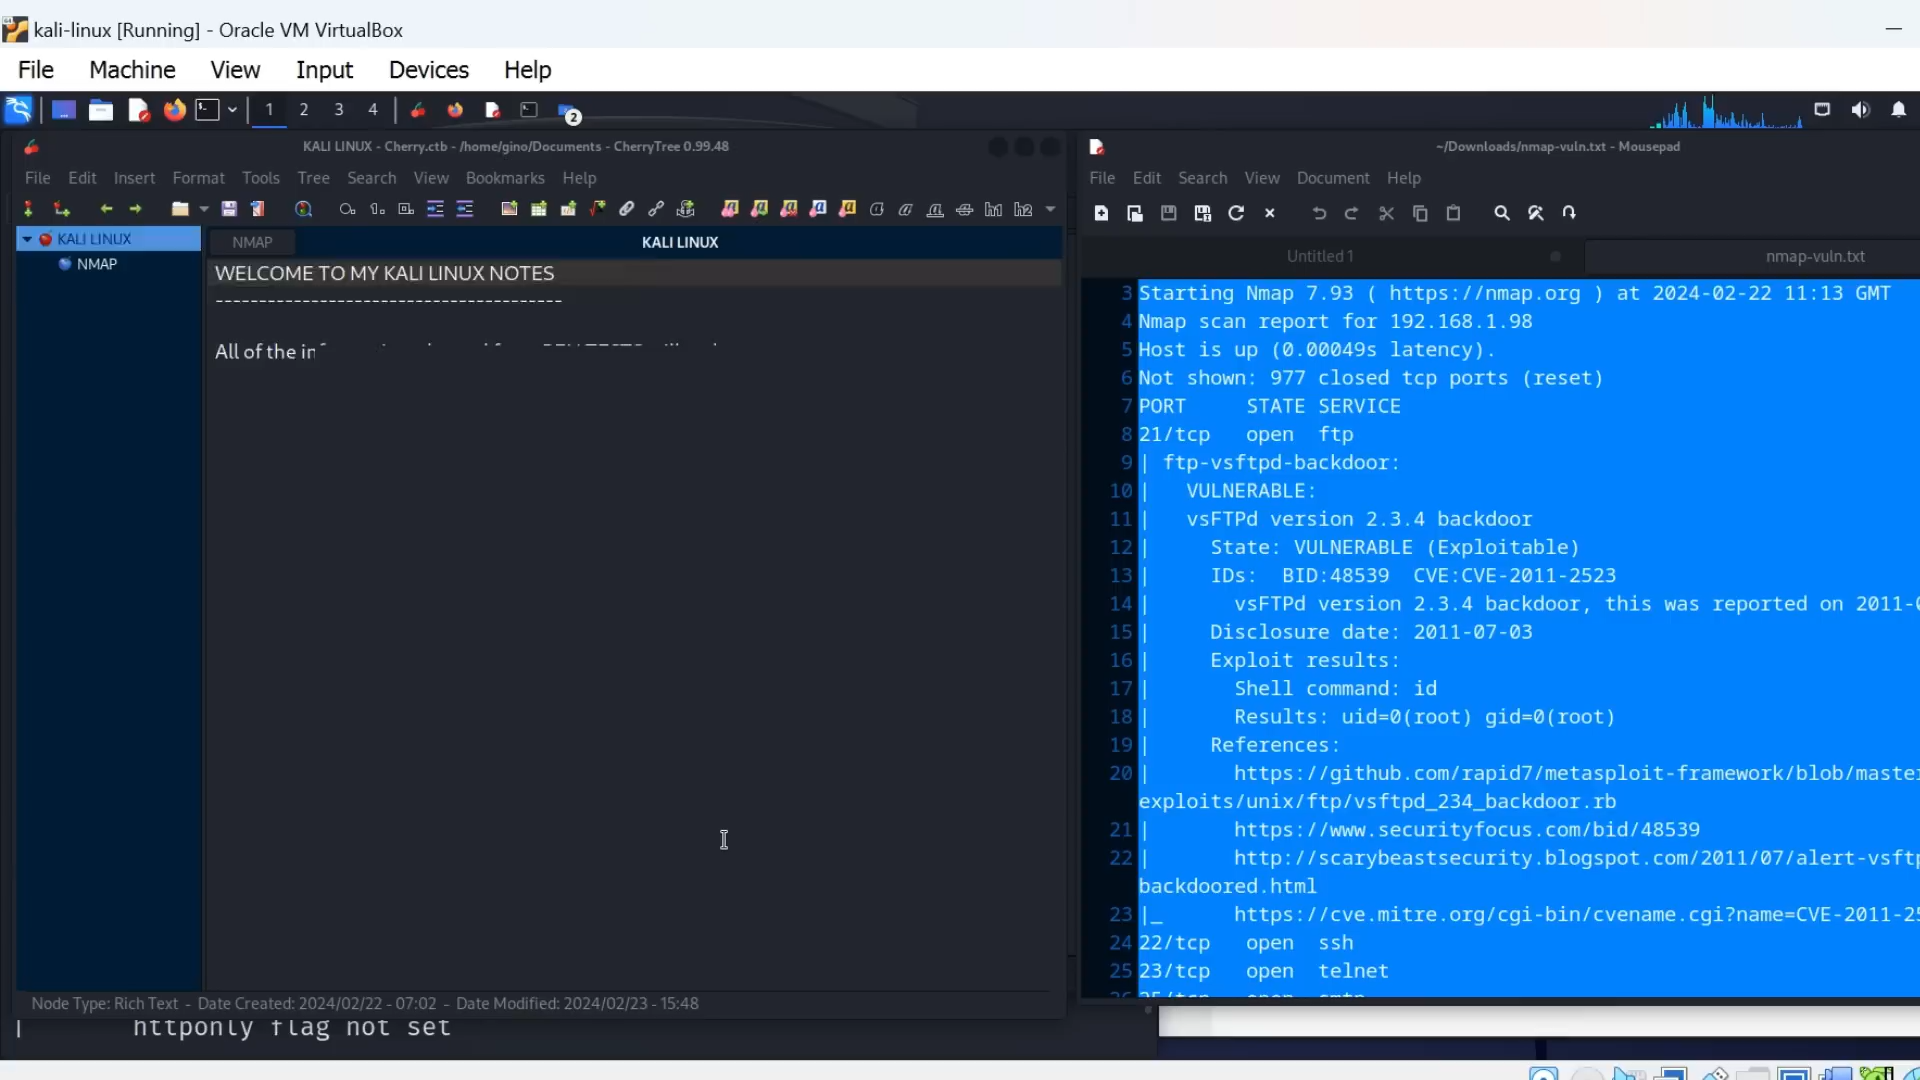 kali-linux [Running] - Oracle VM VirtualBox
File Machine View Input Devices Help
1 2 3 4 2
KALI LINUX - Cherry.ctb - /home/gino/Documents - CherryTree 0.99.48
File Edit Insert Format Tools Tree Search View Bookmarks Help
KALI LINUX
NMAP
NMAP KALI LINUX
WELCOME TO MY KALI LINUX NOTES
----------------------------------------
All of the
Node Type: Rich Text - Date Created: 2024/02/22 - 07:02 - Date Modified: 2024/02/23 - 15:48
| httponly flag not set
~/Downloads/nmap-vuln.txt - Mousepad
File Edit Search View Document Help
Untitled 1 nmap-vuln.txt
3 Starting Nmap 7.93 ( https://nmap.org ) at 2024-02-22 11:13 GMT
4 Nmap scan report for 192.168.1.98
5 Host is up (0.00049s latency).
6 Not shown: 977 closed tcp ports (reset)
7 PORT STATE SERVICE
8 21/tcp open ftp
9 | ftp-vsftpd-backdoor:
10 | VULNERABLE:
11 | vsFTPd version 2.3.4 backdoor
12 | State: VULNERABLE (Exploitable)
13 | IDs: BID:48539 CVE:CVE-2011-2523
14 | vsFTPd version 2.3.4 backdoor, this was reported on 2011-
15 | Disclosure date: 2011-07-03
16 | Exploit results:
17 | Shell command: id
18 | Results: uid=0(root) gid=0(root)
19 | References:
20 | https://github.com/rapid7/metasploit-framework/blob/master
exploits/unix/ftp/vsftpd_234_backdoor.rb
21 | https://www.securityfocus.com/bid/48539
22 | http://scarybeastsecurity.blogspot.com/2011/07/alert-vsftp
backdoored.html
23 |_ https://cve.mitre.org/cgi-bin/cvename.cgi?name=CVE-2011-25
24 22/tcp open ssh
25 23/tcp open telnet